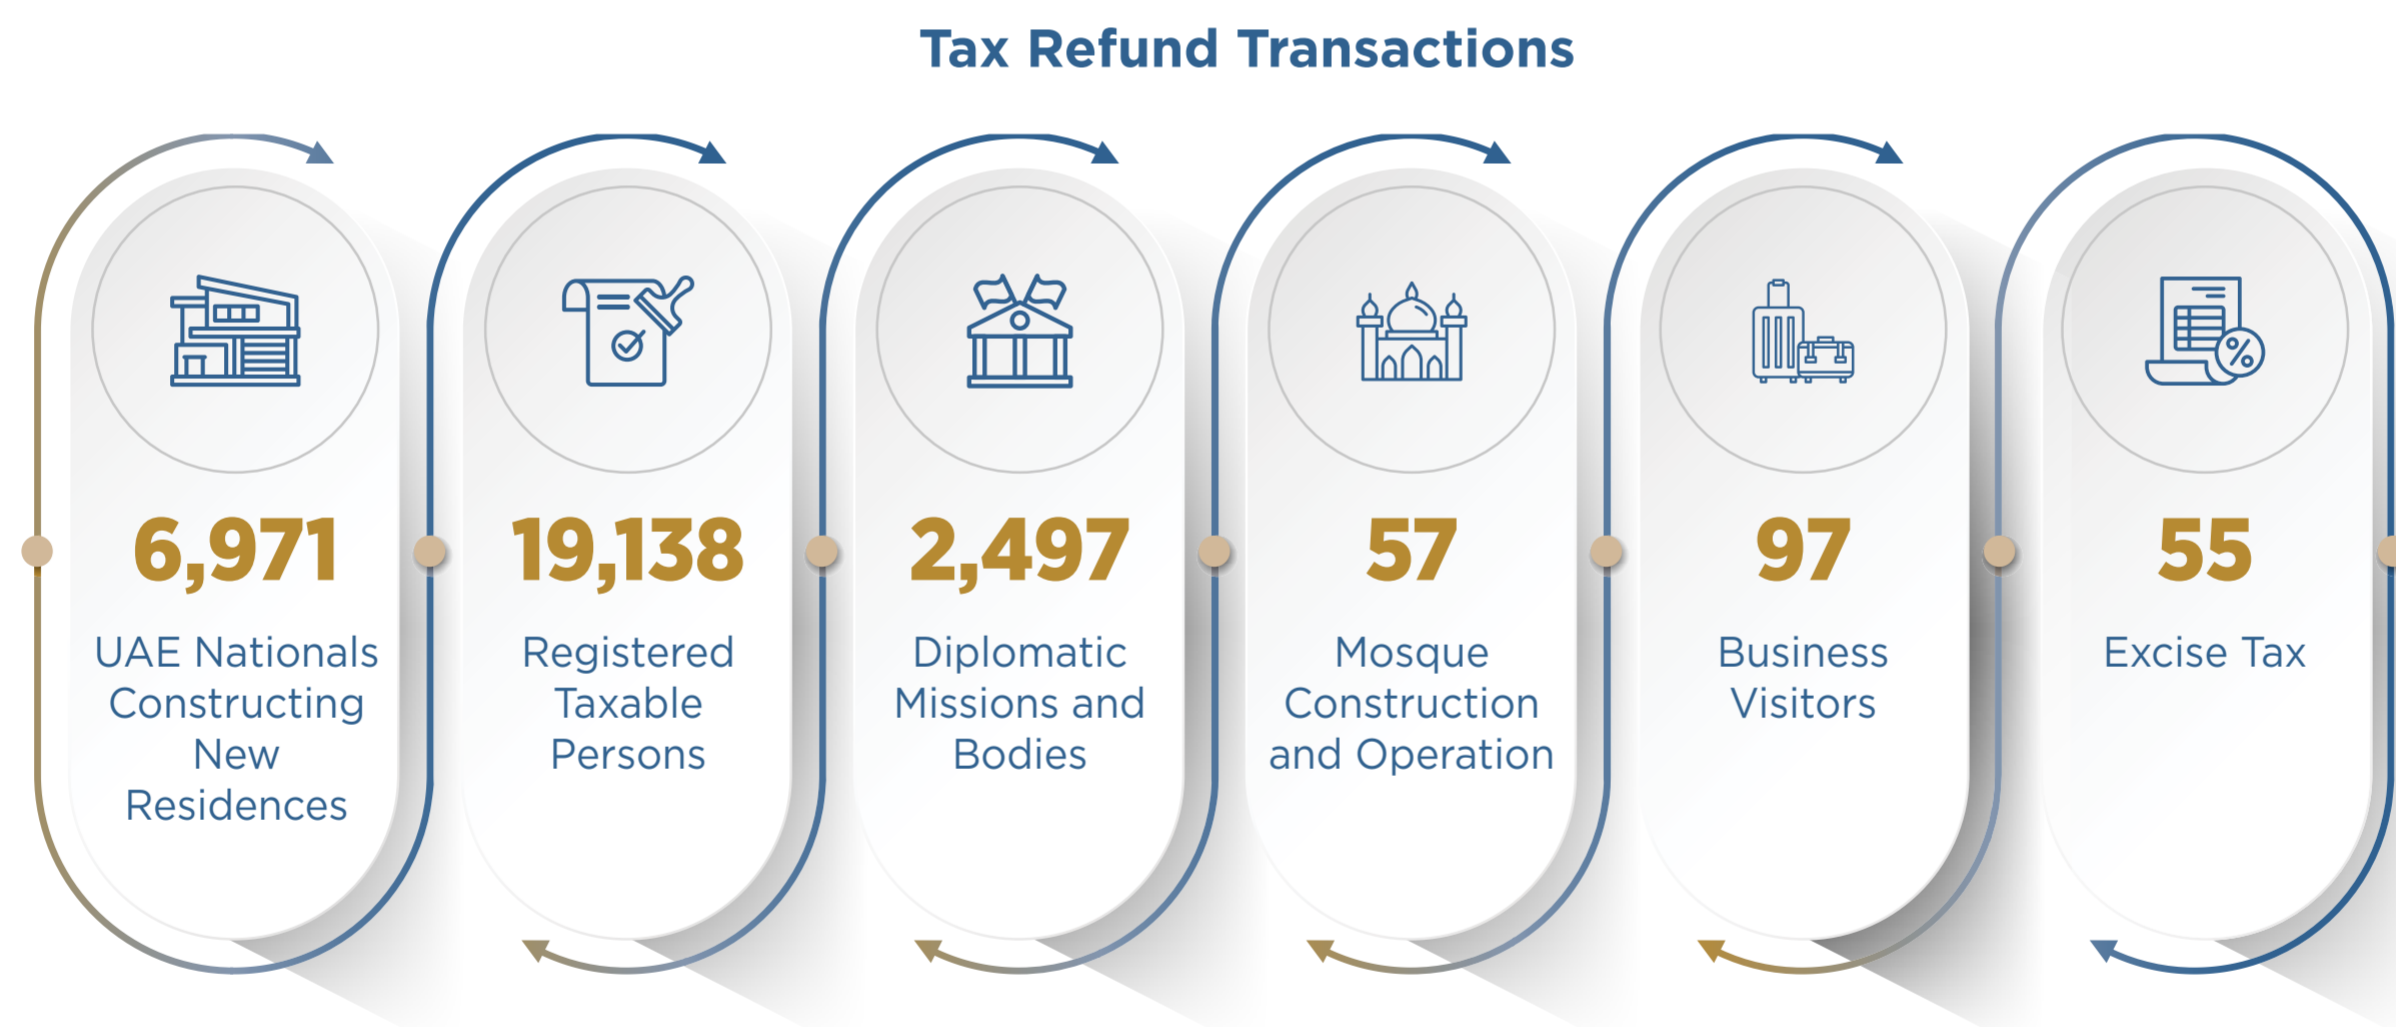 Tax Refund Transactions
6,971
UAE Nationals
Constructing
New
Residences
19,138
Registered
Taxable
Persons
2,497
Diplomatic
Missions and
Bodies
57
Mosque
Construction
and Operation
97
Business
Visitors
55
Excise Tax